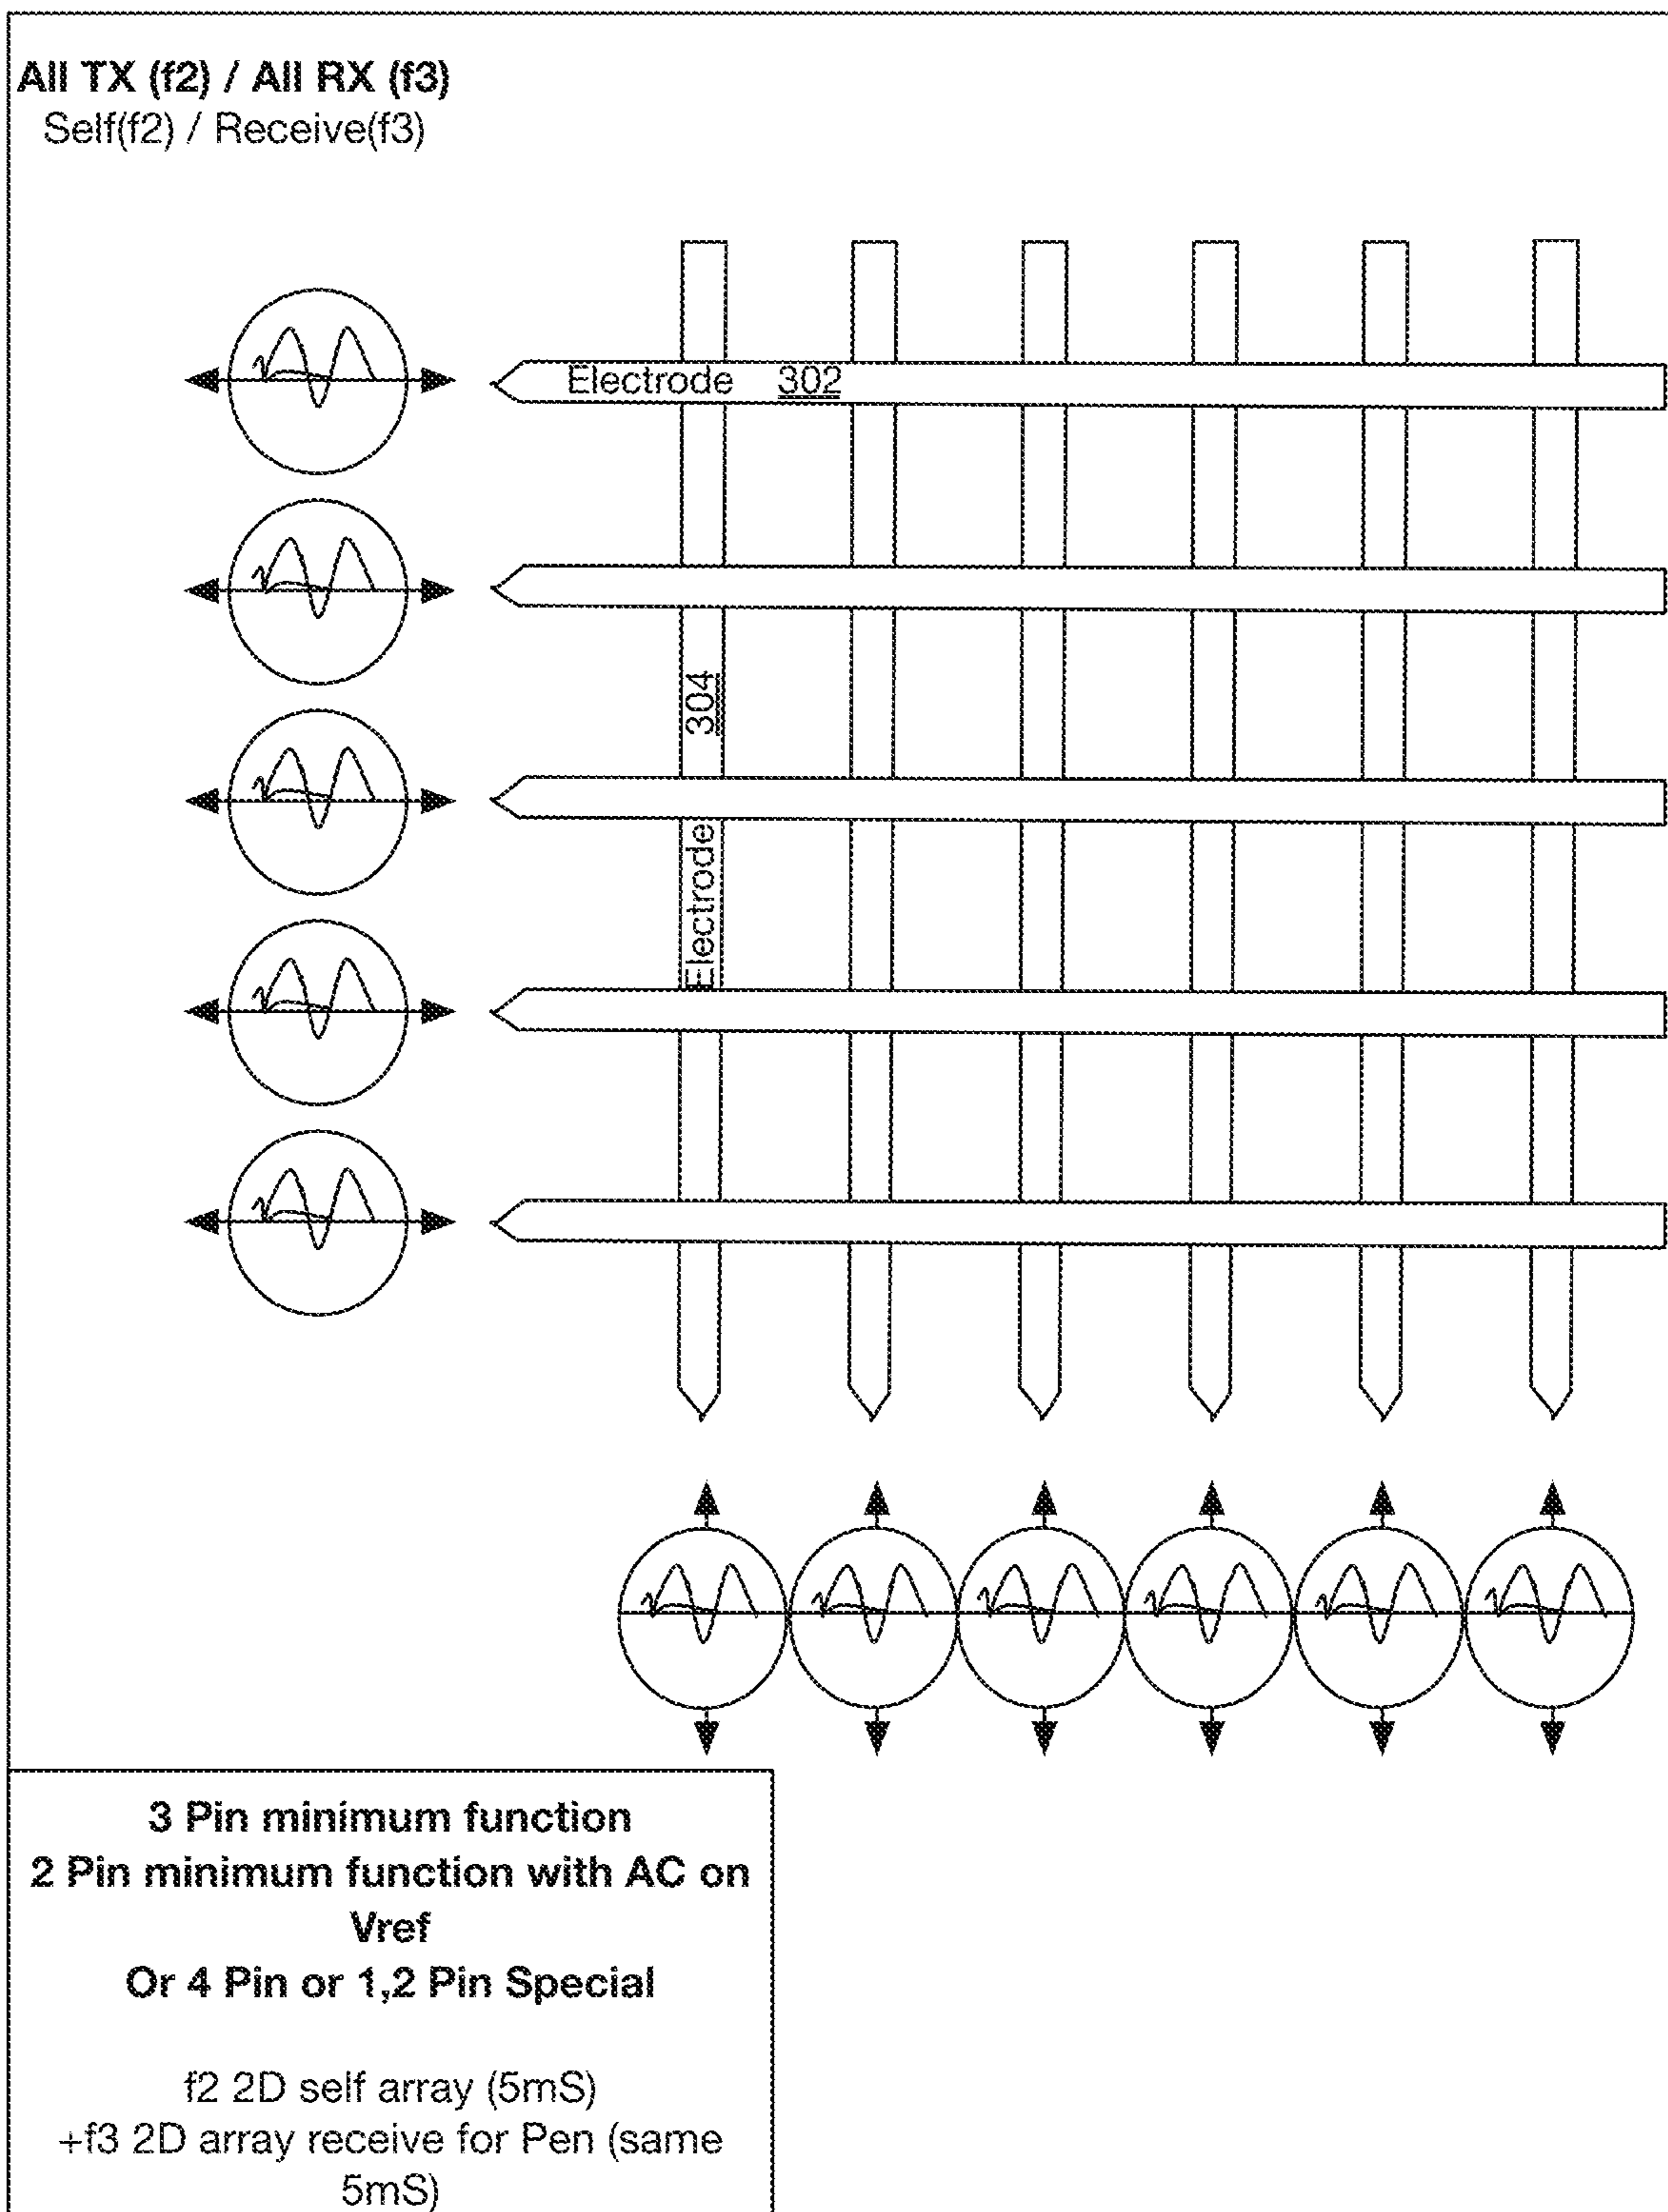 All TX (f2) / All RX (f3)
Self(f2) / Receive(f3)
Electrode 302
Electrode 304
3 Pin minimum function
2 Pin minimum function with AC on
Vref
Or 4 Pin or 1,2 Pin Special
f2 2D self array (5mS)
+f3 2D array receive for Pen (same
5mS)